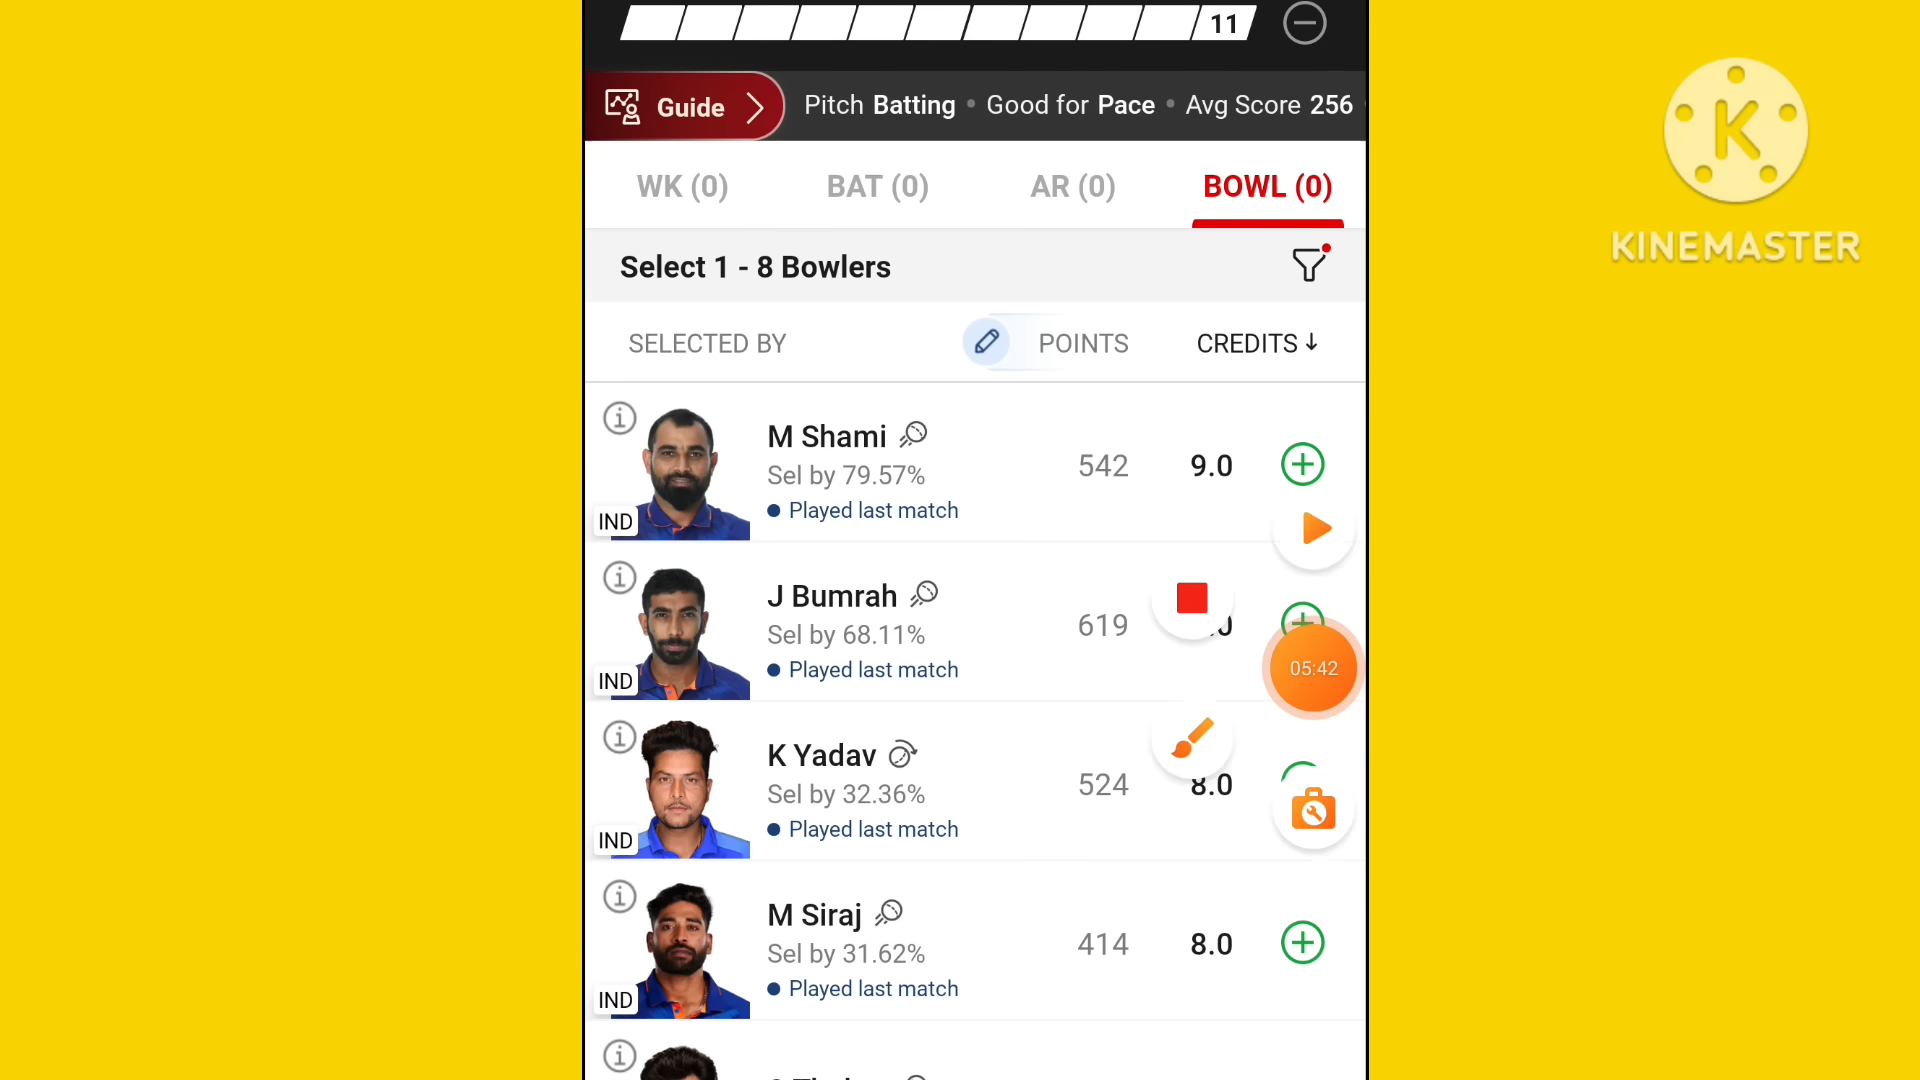 11
Guide
Pitch Batting • Good for Pace • Avg Score 256
WK (0) BAT (0) AR (0) BOWL (0)
Select 1 - 8 Bowlers
SELECTED BY POINTS CREDITS ↓
M Shami
Sel by 79.57% 542 9.0
Played last match
IND
J Bumrah
Sel by 68.11% 619
Played last match
IND
05:42
K Yadav
Sel by 32.36% 524 8.0
Played last match
IND
M Siraj
Sel by 31.62% 414 8.0
Played last match
IND
K
KINEMASTER